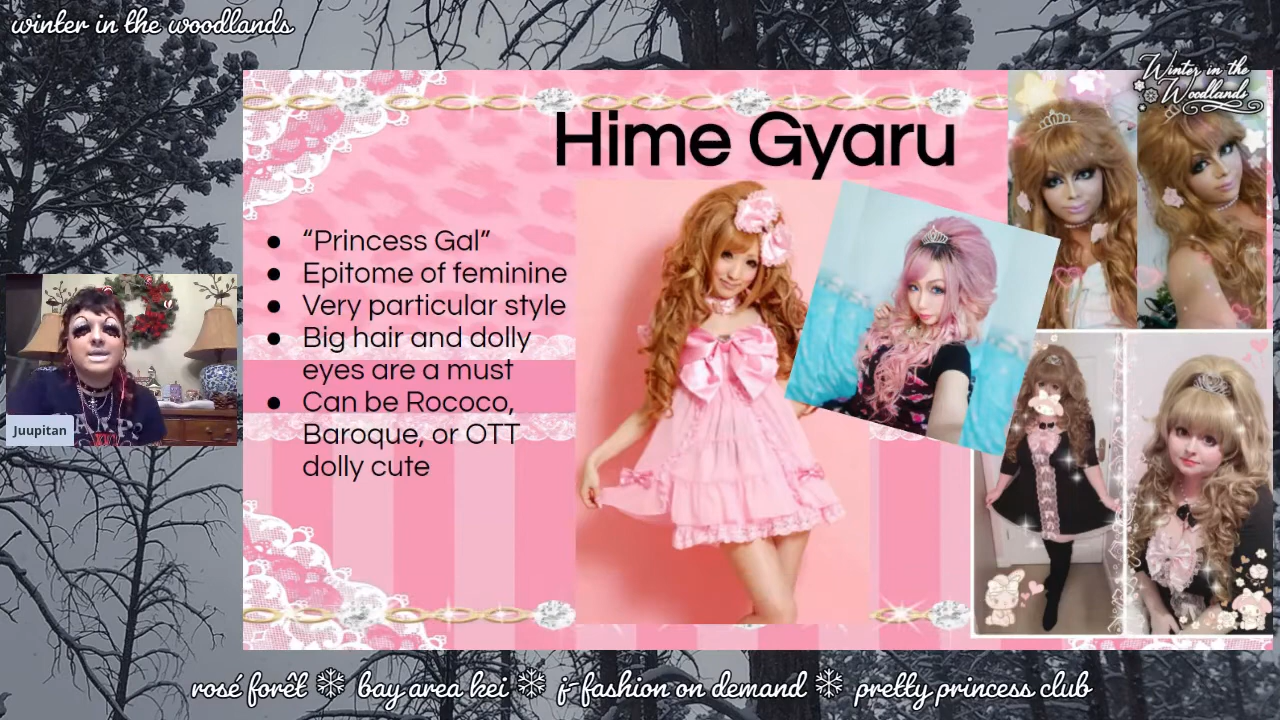 winter in the woodlands
Winter in the
Woodlands
Hime Gyaru
● “Princess Gal”
● Epitome of feminine
● Very particular style
● Big hair and dolly
eyes are a must
● Can be Rococo,
Baroque, or OTT
dolly cute
Juupitan
rosé forêt ❄ bay area kei ❄ j-fashion on demand ❄ pretty princess club